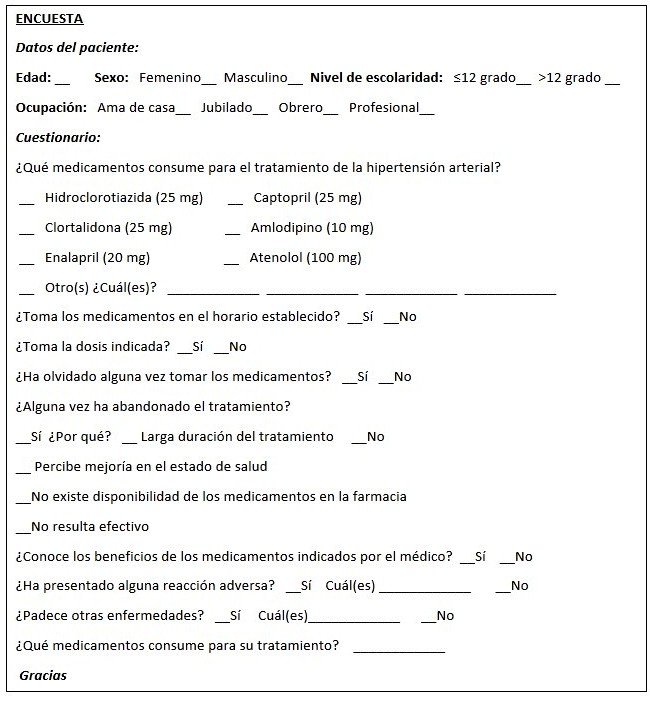 ENCUESTA
Datos del paciente:
Edad: __ Sexo: Femenino__ Masculino__ Nivel de escolaridad: ≤12 grado__ >12 grado __
Ocupación: Ama de casa__ Jubilado__ Obrero__ Profesional__
Cuestionario:
¿Qué medicamentos consume para el tratamiento de la hipertensión arterial?
__ Hidroclorotiazida (25 mg) __ Captopril (25 mg)
__ Clortalidona (25 mg) __ Amlodipino (10 mg)
__ Enalapril (20 mg) __ Atenolol (100 mg)
__ Otro(s) ¿Cuál(es)? ____________ ____________ ____________ ____________
¿Toma los medicamentos en el horario establecido? __Sí __No
¿Toma la dosis indicada? __Sí __No
¿Ha olvidado alguna vez tomar los medicamentos? __Sí __No
¿Alguna vez ha abandonado el tratamiento?
__Sí ¿Por qué? __ Larga duración del tratamiento __No
__ Percibe mejoría en el estado de salud
__No existe disponibilidad de los medicamentos en la farmacia
__No resulta efectivo
¿Conoce los beneficios de los medicamentos indicados por el médico? __Sí __No
¿Ha presentado alguna reacción adversa? __Sí Cuál(es) ____________ __No
¿Padece otras enfermedades? __Sí Cuál(es)____________ __No
¿Qué medicamentos consume para su tratamiento? ____________
Gracias